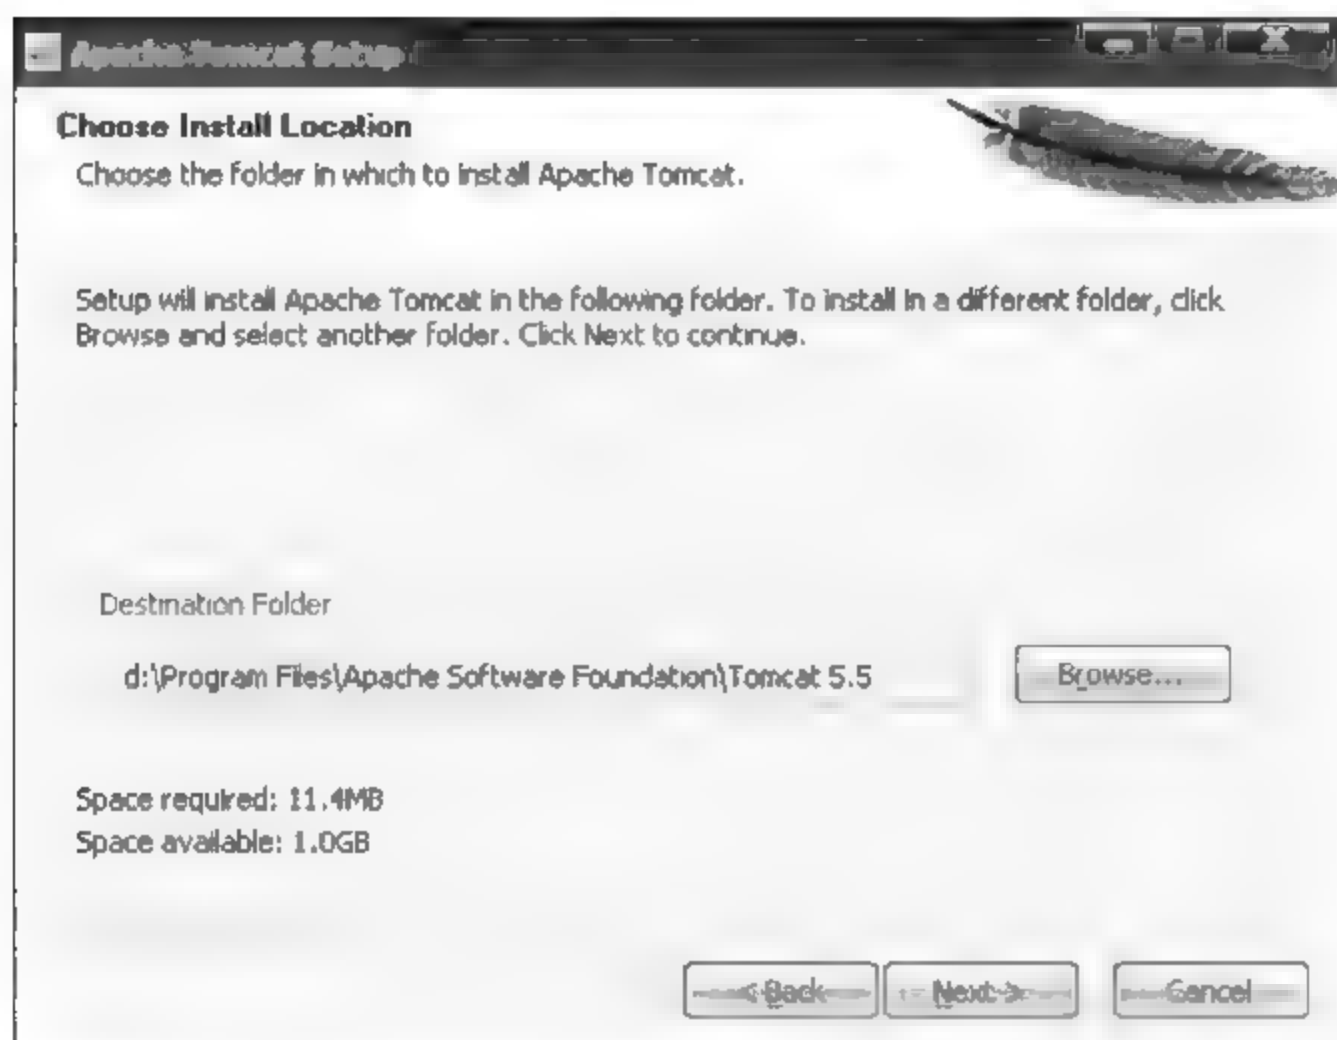 Apache Tomcat Setup
Choose Install Location
Choose the folder in which to install Apache Tomcat.
Setup will install Apache Tomcat in the following folder. To install in a different folder, click
Browse and select another folder. Click Next to continue.
Destination Folder
d:\Program Files\Apache Software Foundation\Tomcat 5.5
Browse...
Space required: 11.4MB
Space available: 1.0GB
< Back
Next >
Cancel